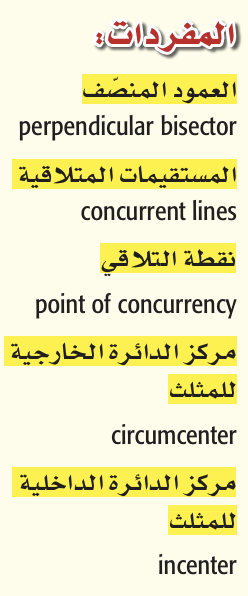 المفردات:
العمود المنصّف
perpendicular bisector
المستقيمات المتلاقية
concurrent lines
نقطة التلاقي
point of concurrency
مركز الدائرة الخارجية
للمثلث
circumcenter
مركز الدائرة الداخلية
للمثلث
incenter